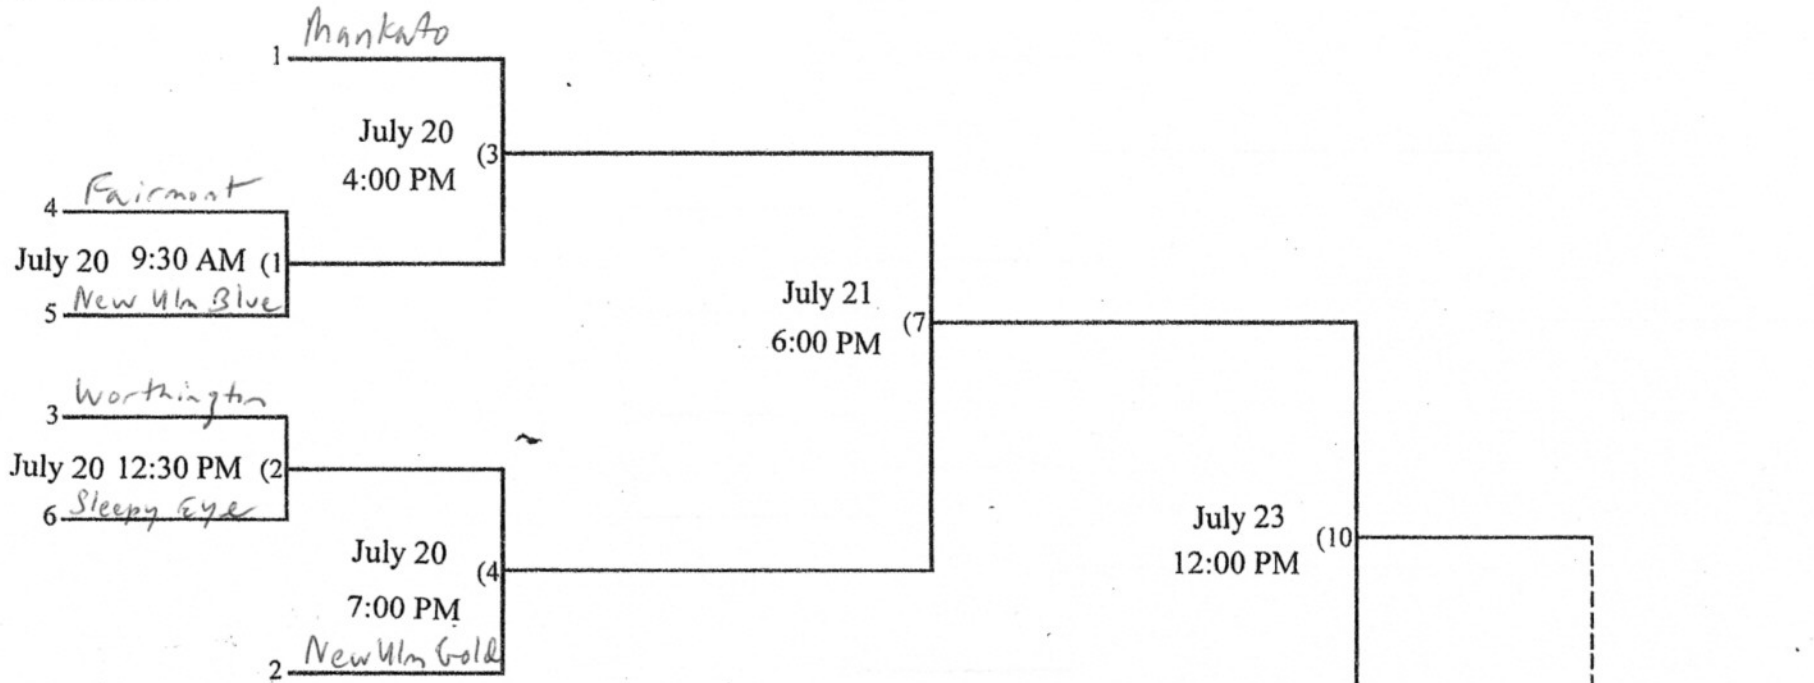 1 Mankato
July 20
(3
4:00 PM
4 Fairmont
July 20 9:30 AM (1
5 New Ulm Blue
July 21
(7
6:00 PM
3 Worthington
July 20 12:30 PM (2
6 Sleepy Eye
July 23
(10
12:00 PM
July 20
(4
7:00 PM
2 New Ulm Gold